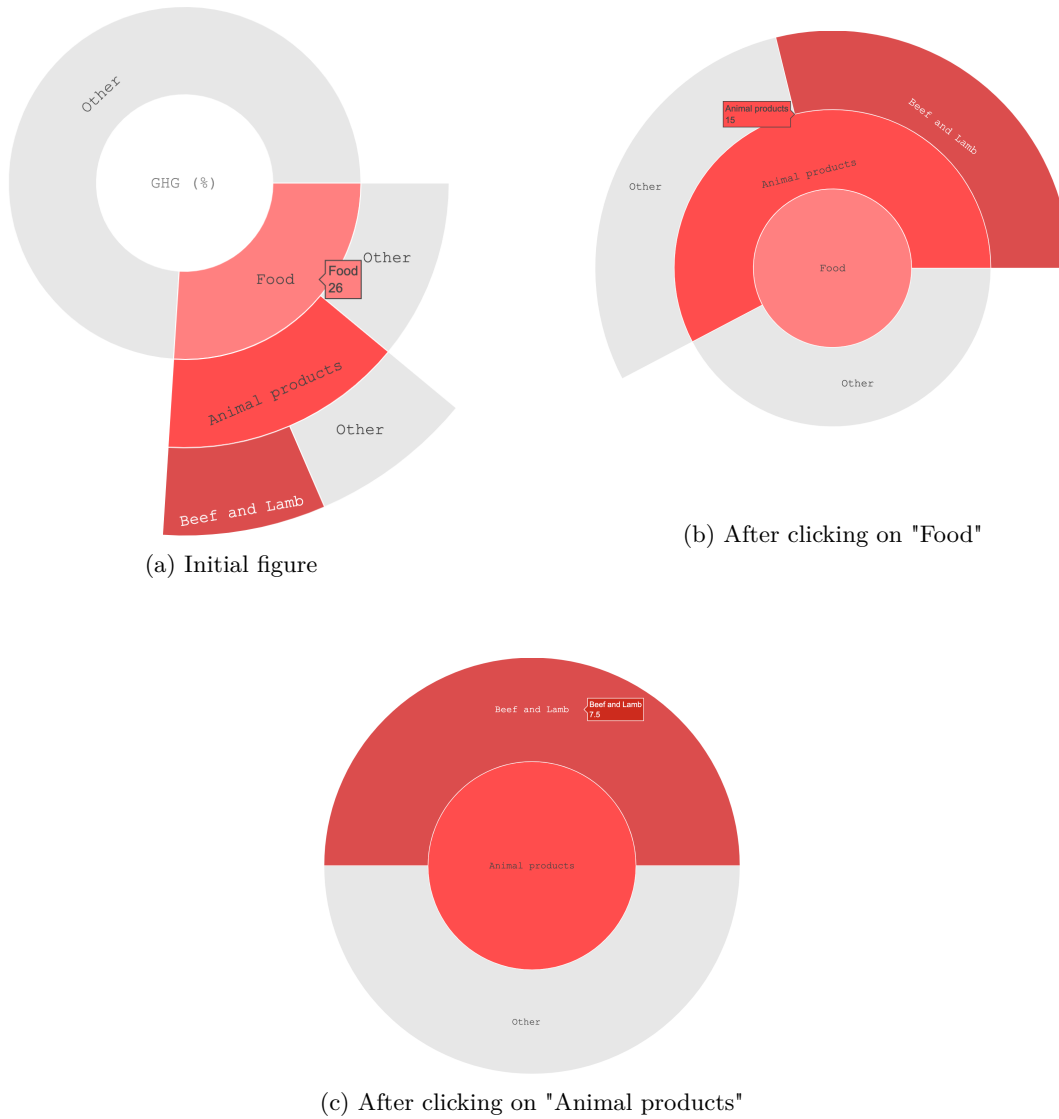 Other
GHG (%)
Other
Food
Food
26
Animal products
Other
Beef and Lamb
(a) Initial figure
Beef and Lamb
Animal products
15
Animal products
Other
Food
Other
(b) After clicking on "Food"
Beef and Lamb
Beef and Lamb
7.5
Animal products
Other
(c) After clicking on "Animal products"